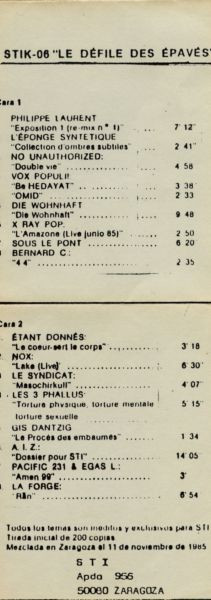 STIK-06 "LE DÉFILE DES ÉPAVÉS"
Cara 1
PHILIPPE LAURENT
"Exposition 1 (re-mix nº 1)" 7' 12"
L'ÉPONGE SYNTETIQUE
"Collection d'ombres subtiles" 2 41"
NO UNAUTHORIZED:
"Double vie" 4 58
VOX POPULI!
"Be HEDAYAT" 3 38
"OMID" 2 33
DIE WOHNHAFT
"Die Wohnhaft" 9 48
X RAY POP:
"L'Amazone (Live junio 85)" 2 50
SOUS LE PONT 6 20
BERNARD C.:
"44" 2 35
Cara 2
ÉTANT DONNÉS:
"Le coeur-sert le corps" 3' 18
NOX:
"Lake (Live)" 6' 30"
LE SYNDICAT:
"Masochirkull" 4' 07"
LES 3 PHALLUS:
"Torture physique, torture mentale 5' 15"
torture sexuelle
GIS DANTZIG
"Le Procés des embaumés" 1 34
A. I. Z.:
"Dossier pour STI" 14' 05"
PACIFIC 231 & EGAS L.:
"Amen 99" 3'
LA FORGE:
"Rån" 6' 54
Todos los temas son inéditos y exclusivos para STI
Tirada inicial de 200 copias
Mezclada en Zaragoza el 11 de noviembre de 1985
S T I
Apdo 956
50080 ZARAGOZA